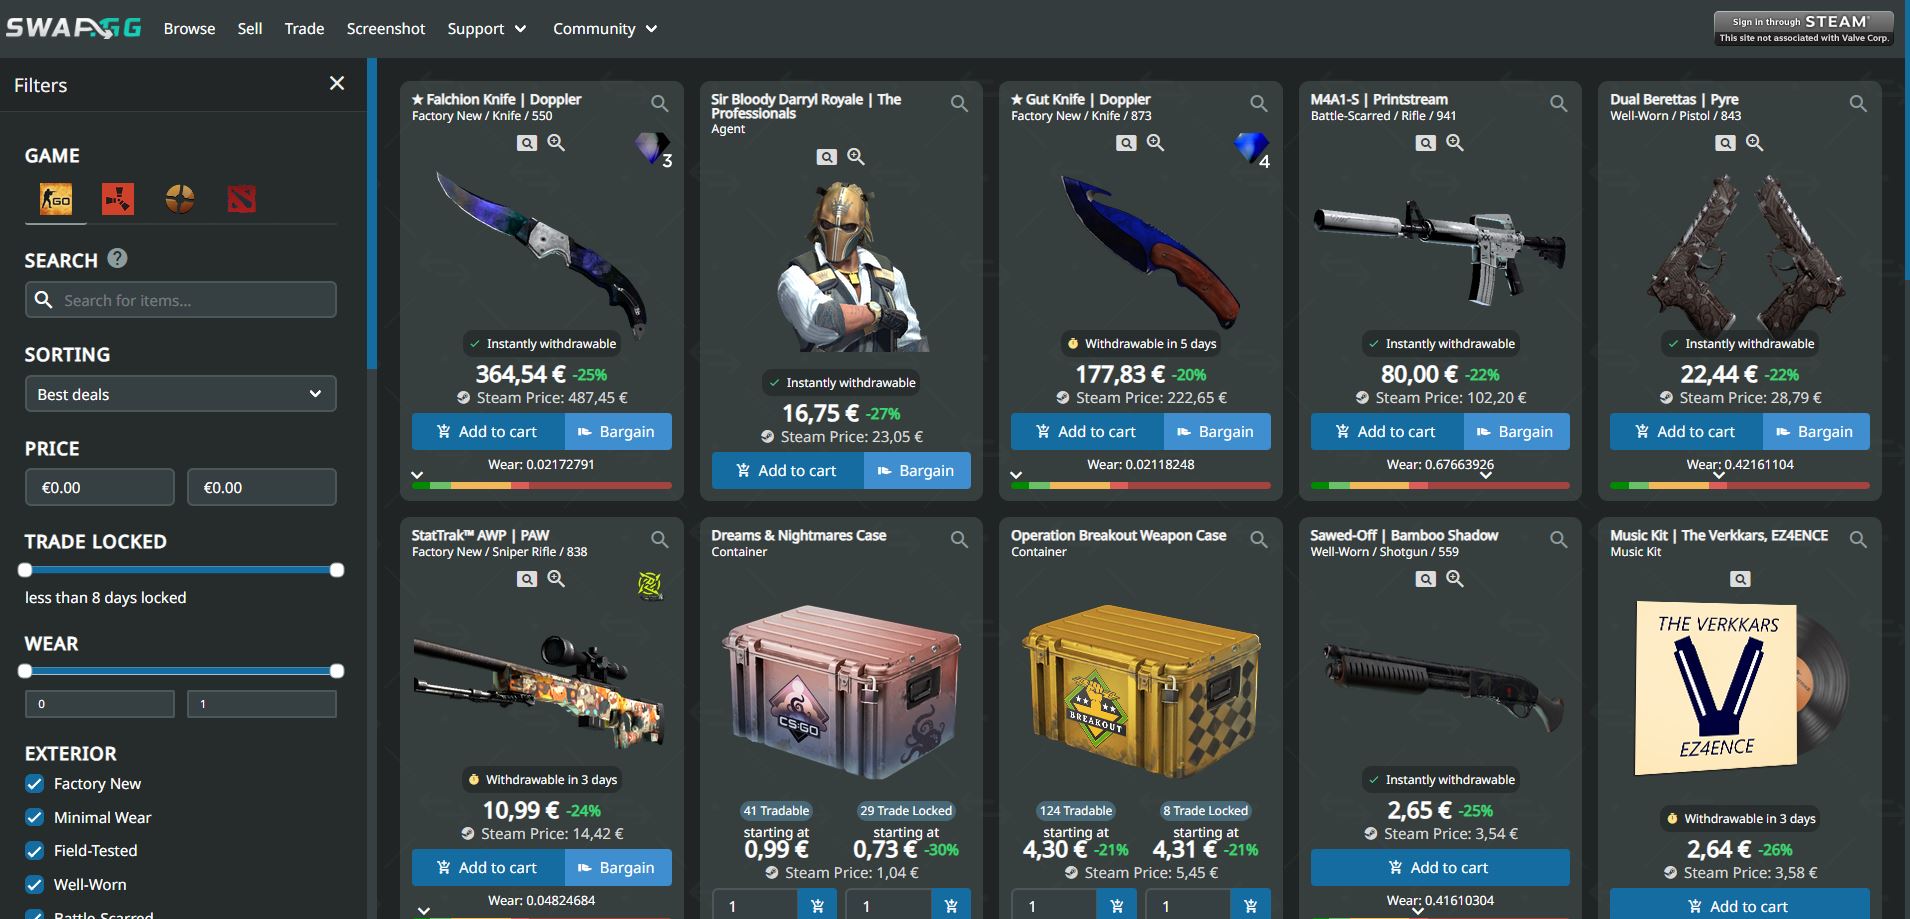 SWAP.GG
Browse
Sell
Trade
Screenshot
Support
Community
Sign in through STEAM®
This site not associated with Valve Corp.
Filters
GAME
GO
SEARCH ?
Search for items...
SORTING
Best deals
PRICE
€0.00
€0.00
TRADE LOCKED
less than 8 days locked
WEAR
0
1
EXTERIOR
Factory New
Minimal Wear
Field-Tested
Well-Worn
Battle-Scarred
★ Falchion Knife | Doppler
Factory New / Knife / 550
3
Instantly withdrawable
364,54 € -25%
Steam Price: 487,45 €
Add to cart
Bargain
Wear: 0.02172791
Sir Bloody Darryl Royale | The
Professionals
Agent
Instantly withdrawable
16,75 € -27%
Steam Price: 23,05 €
Add to cart
Bargain
★ Gut Knife | Doppler
Factory New / Knife / 873
4
Withdrawable in 5 days
177,83 € -20%
Steam Price: 222,65 €
Add to cart
Bargain
Wear: 0.02118248
M4A1-S | Printstream
Battle-Scarred / Rifle / 941
Instantly withdrawable
80,00 € -22%
Steam Price: 102,20 €
Add to cart
Bargain
Wear: 0.67663926
Dual Berettas | Pyre
Well-Worn / Pistol / 843
Instantly withdrawable
22,44 € -22%
Steam Price: 28,79 €
Add to cart
Bargain
Wear: 0.42161104
StatTrak™ AWP | PAW
Factory New / Sniper Rifle / 838
Withdrawable in 3 days
10,99 € -24%
Steam Price: 14,42 €
Add to cart
Bargain
Wear: 0.04824684
Dreams & Nightmares Case
Container
CS:GO
41 Tradable
29 Trade Locked
starting at
starting at
0,99 €
0,73 € -30%
Steam Price: 1,04 €
1
1
Operation Breakout Weapon Case
Container
BREAKOUT
124 Tradable
8 Trade Locked
starting at
starting at
4,30 € -21%
4,31 € -21%
Steam Price: 5,45 €
1
1
Sawed-Off | Bamboo Shadow
Well-Worn / Shotgun / 559
Instantly withdrawable
2,65 € -25%
Steam Price: 3,54 €
Add to cart
Wear: 0.41610304
Music Kit | The Verkkars, EZ4ENCE
Music Kit
THE VERKKARS
EZ4ENCE
Withdrawable in 3 days
2,64 € -26%
Steam Price: 3,58 €
Add to cart